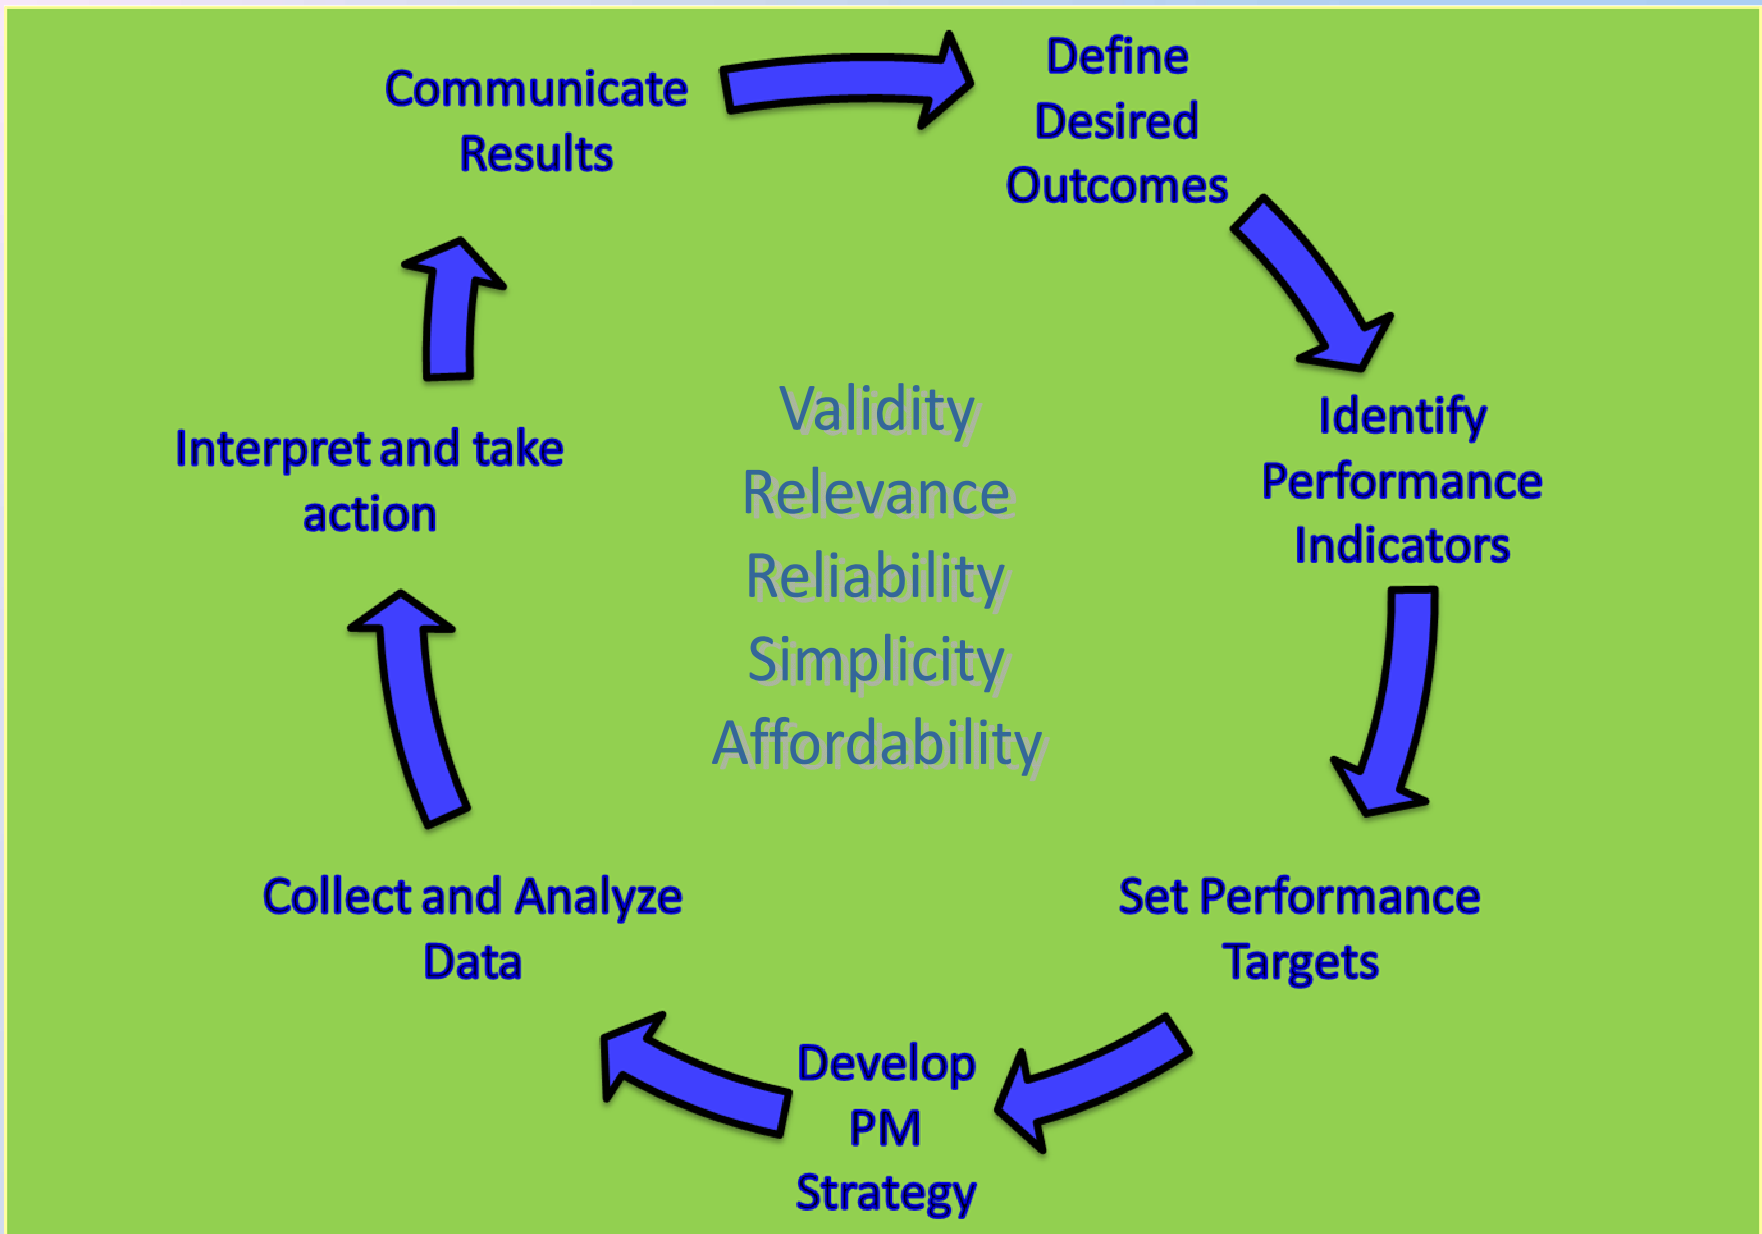 Communicate
Results
Define
Desired
Outcomes
Identify
Performance
Indicators
Set Performance
Targets
Develop
PM
Strategy
Collect and Analyze
Data
Interpret and take
action
Validity
Relevance
Reliability
Simplicity
Affordability